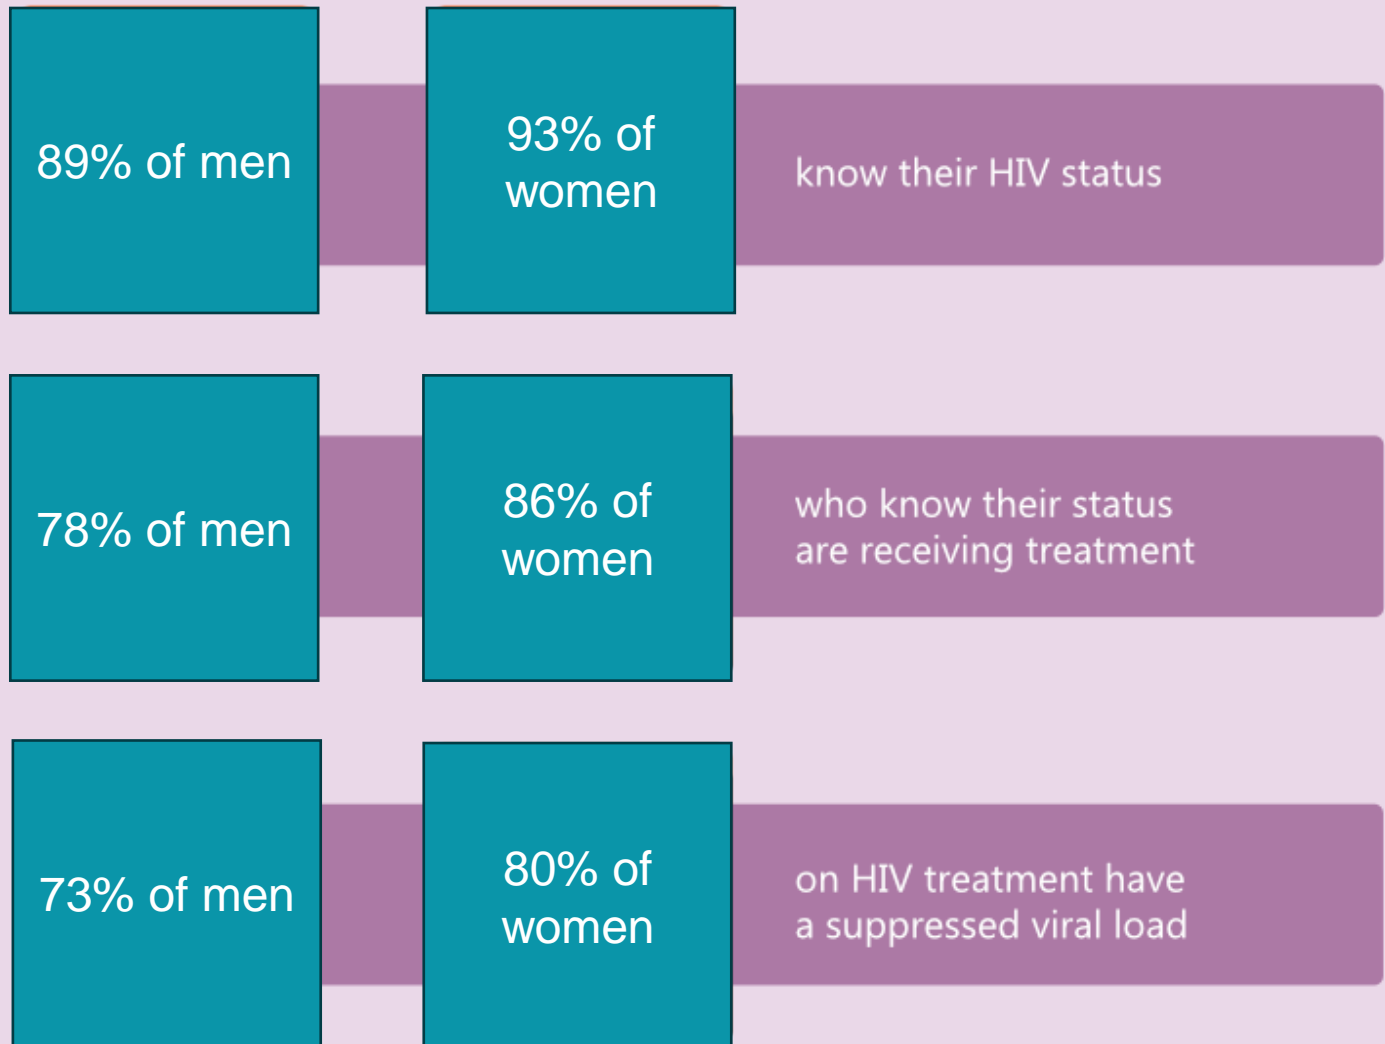 89% of men
93% of
women
know their HIV status
78% of men
86% of
women
who know their status
are receiving treatment
73% of men
80% of
women
on HIV treatment have
a suppressed viral load